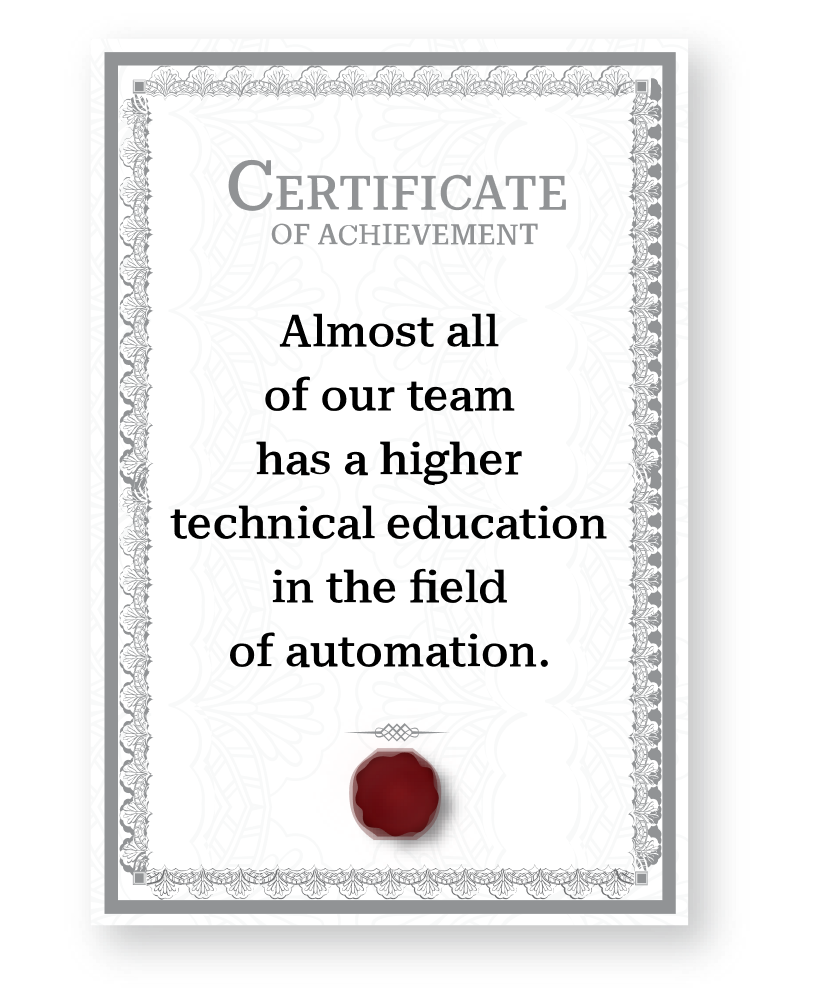 CERTIFICATE
OF ACHIEVEMENT
Almost all
of our team
has a higher
technical education
in the field
of automation.